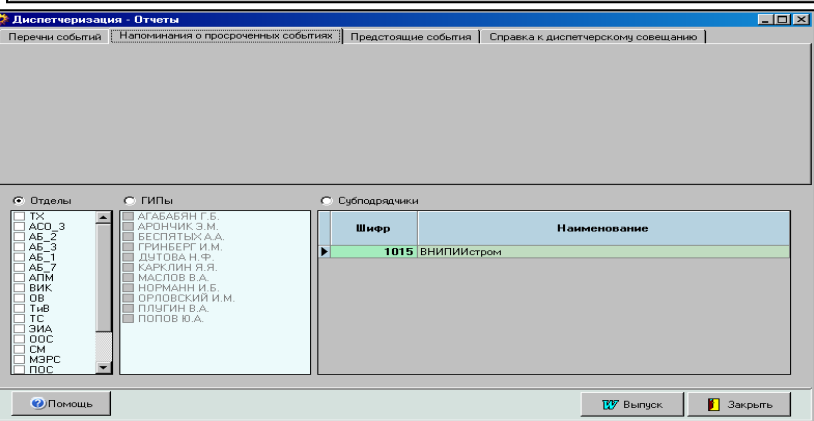 Диспетчеризация - Отчеты
Перечни событий Напоминания о просроченных событиях Предстоящие события Справка к диспетчерскому совещанию
Отделы ГИПы Субподрядчики
ТХ
АСО_3
АБ_2
АБ_3
АБ_1
АБ_7
АПМ
ВИК
ОВ
ТиВ
ТС
ЭИА
ООС
СМ
МЭРС
ПОС
АГАБАБЯН Г.Б.
АРОНЧИК Э.М.
БЕСПЯТЫХ А.А.
ГРИНБЕРГ И.М.
ДУТОВА Н.Ф.
КАРКЛИН Я.Я.
МАСЛОВ В.А.
НОРМАНН И.Б.
ОРЛОВСКИЙ И.М.
ПЛУГИН В.А.
ПОПОВ Ю.А.
Шифр Наименование
1015 ВНИПИИстром
Помощь Выпуск Закрыть